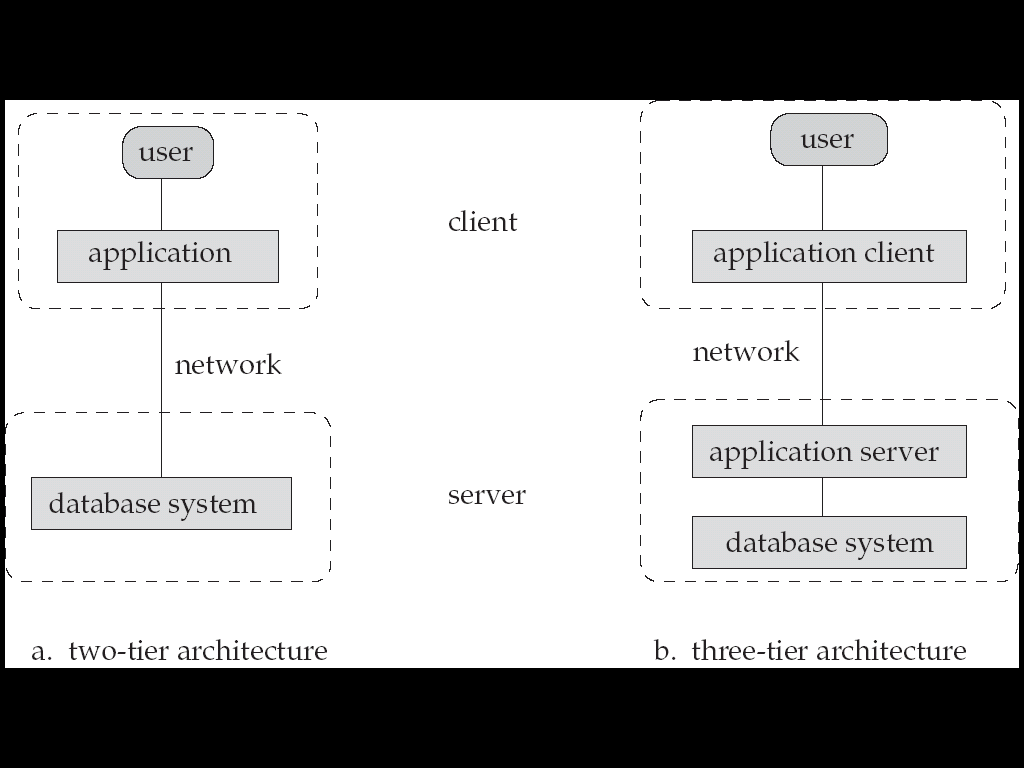 user
application
network
database system
a. two-tier architecture
client
server
user
application client
network
application server
database system
b. three-tier architecture